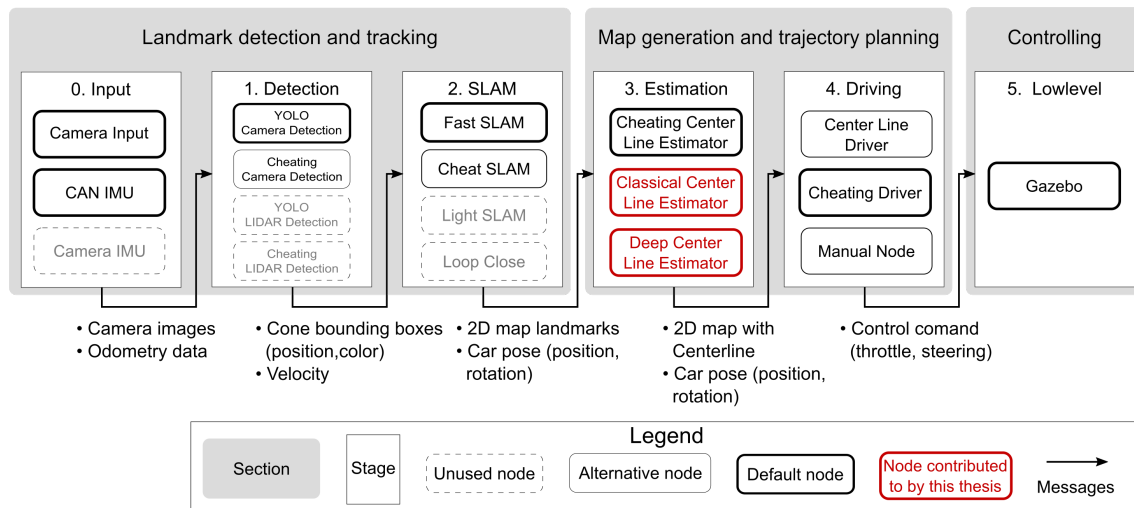 Landmark detection and tracking
Map generation and trajectory planning
Controlling
0. Input
Camera Input
CAN IMU
Camera IMU
1. Detection
YOLO
Camera Detection
Cheating
Camera Detection
YOLO
LIDAR Detection
Cheating
LIDAR Detection
2. SLAM
Fast SLAM
Cheat SLAM
Light SLAM
Loop Close
3. Estimation
Cheating Center
Line Estimator
Classical Center
Line Estimator
Deep Center
Line Estimator
4. Driving
Center Line
Driver
Cheating Driver
Manual Node
5. Lowlevel
Gazebo
• Camera images
• Odometry data
• Cone bounding boxes
(position,color)
• Velocity
• 2D map landmarks
• Car pose (position,
rotation)
• 2D map with
Centerline
• Car pose (position,
rotation)
• Control comand
(throttle, steering)
Legend
Section
Stage
Unused node
Alternative node
Default node
Node contributed
to by this thesis
Messages